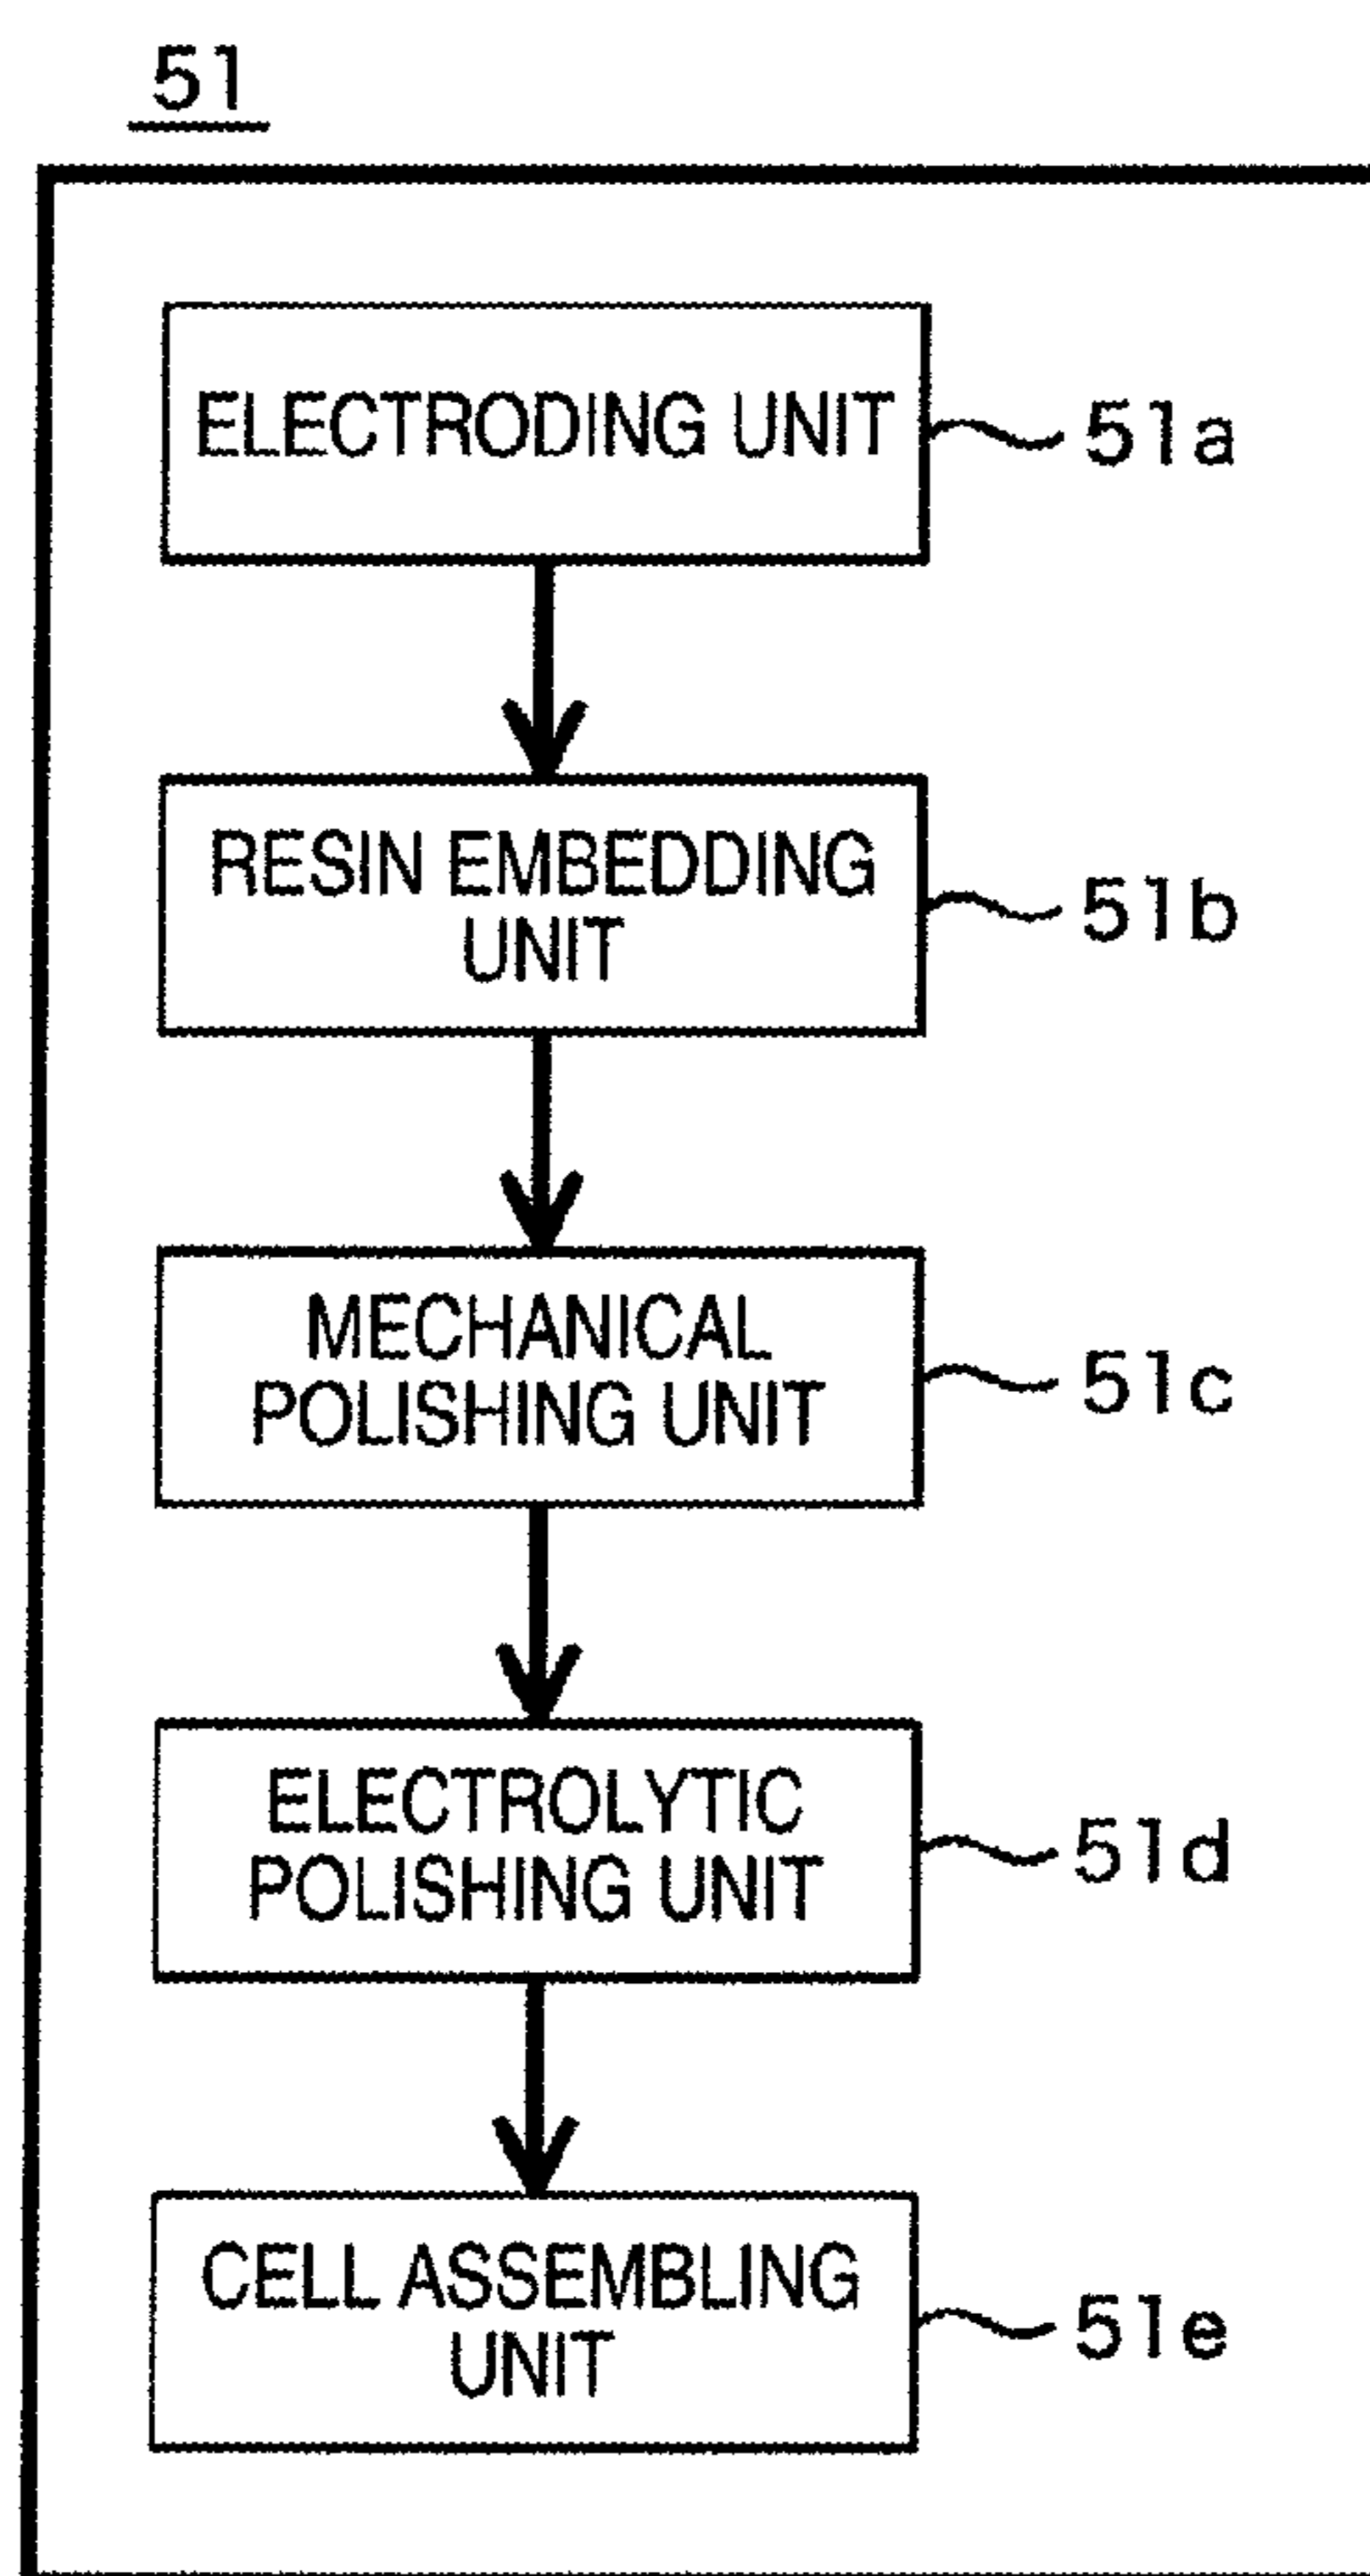 51
ELECTRODING UNIT
51a
RESIN EMBEDDING
UNIT
51b
MECHANICAL
POLISHING UNIT
51c
ELECTROLYTIC
POLISHING UNIT
51d
CELL ASSEMBLING
UNIT
51e